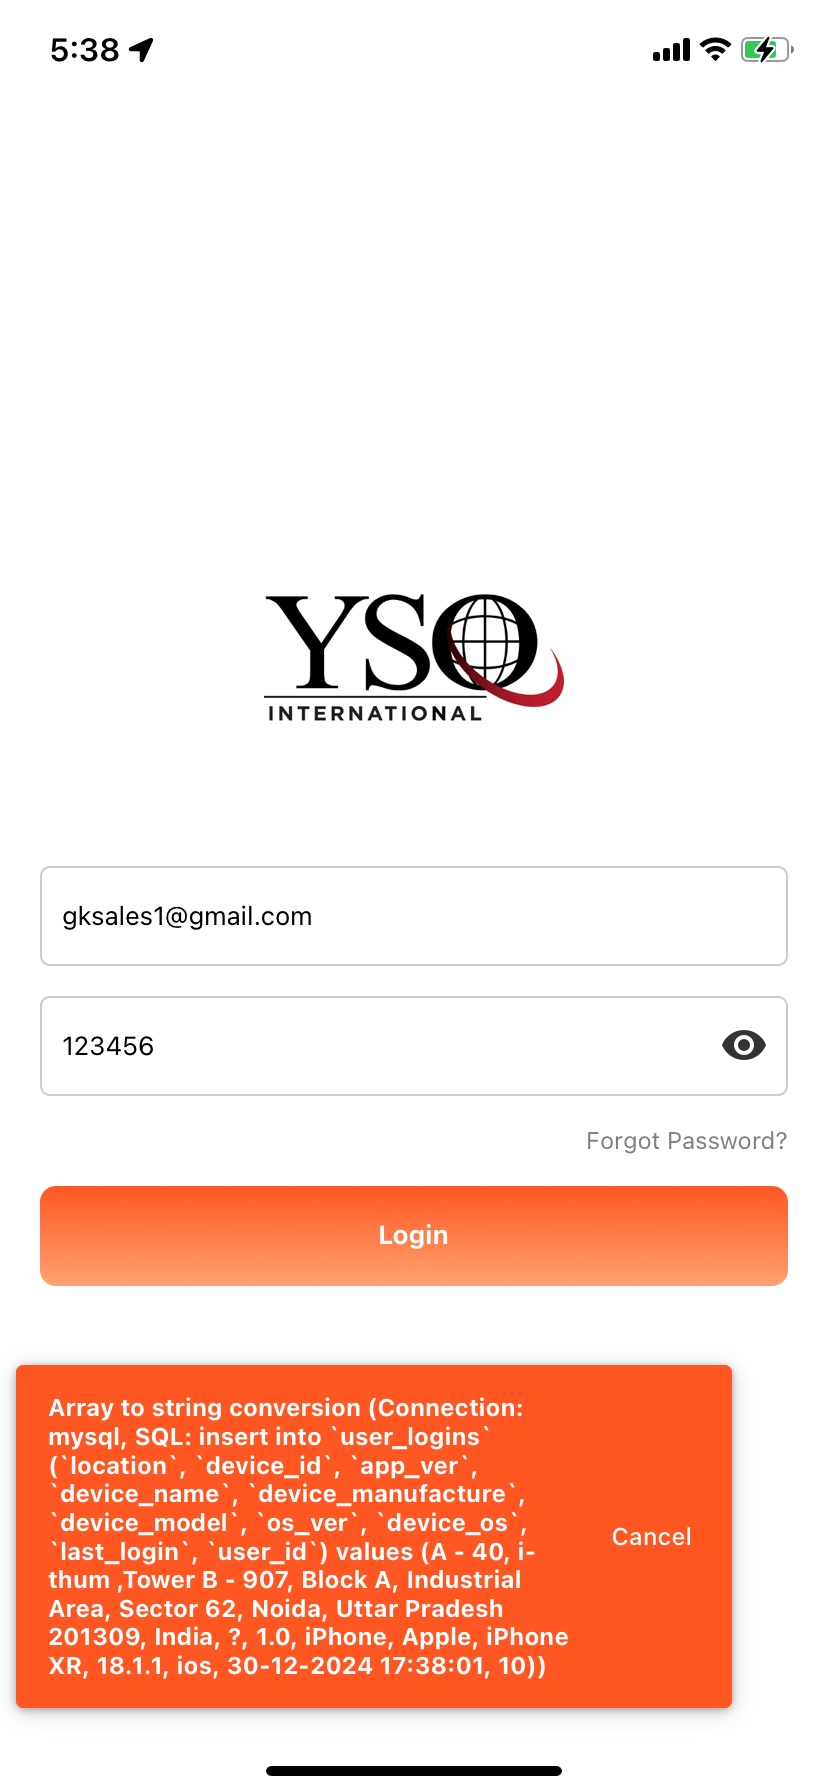 5:38
YSQ
INTERNATIONAL
gksales1@gmail.com
123456
Forgot Password?
Login
Array to string conversion (Connection:
mysql, SQL: insert into `user_logins`
(`location`, `device_id`, `app_ver`,
`device_name`, `device_manufacture`,
`device_model`, `os_ver`, `device_os`,
`last_login`, `user_id`) values (A - 40, i-
thum ,Tower B - 907, Block A, Industrial
Area, Sector 62, Noida, Uttar Pradesh
201309, India, ?, 1.0, iPhone, Apple, iPhone
XR, 18.1.1, ios, 30-12-2024 17:38:01, 10))
Cancel